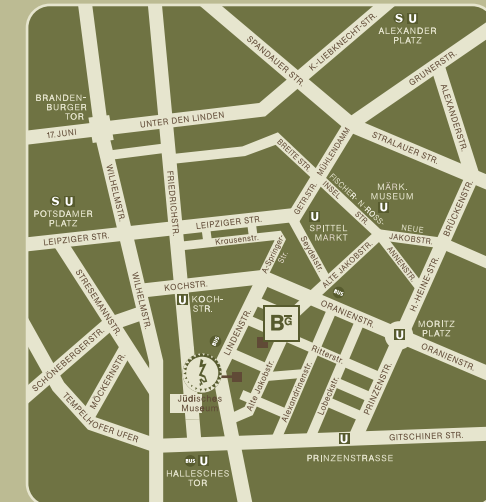 S U
ALEXANDER
PLATZ
SPANDAUER STR.
K.-LIEBKNECHT-STR.
GRUNERSTR.
ALEXANDERSTR.
BRANDEN-
BURGER
TOR
17. JUNI
UNTER DEN LINDEN
MÜHLENDAMM
STRALAUER STR.
BREITE STR.
WILHELMSTR.
FRIEDRICHSTR.
FISCHER
INSEL
N-ROSS-
STR.
MÄRK.
MUSEUM
U
GETR.STR.
BRÜCKENSTR.
S U
POTSDAMER
PLATZ
LEIPZIGER STR.
LEIPZIGER STR.
Krausenstr.
U
SPITTEL
MARKT
NEUE
JAKOBSTR.
A.Springer
Str.
Seydelstr.
ALTE JAKOBSTR.
ANNENSTR.
H.-HEINE-STR.
STRESEMANNSTR.
WILHELMSTR.
KOCHSTR.
U KOCH-
STR.
BUS
ORANIENSTR.
BG
LINDENSTR.
BUS
U
MORITZ
PLATZ
ORANIENSTR.
SCHÖNEBERGERSTR.
MÖCKERNSTR.
TEMPELHOFER UFER
Jüdisches
Museum
Ritterstr.
Alte Jakobstr.
Alexandrinenstr.
Lobeckstr.
PRINZENSTR.
U
GITSCHINER STR.
PRINZENSTRASSE
BUS U
HALLESCHES
TOR